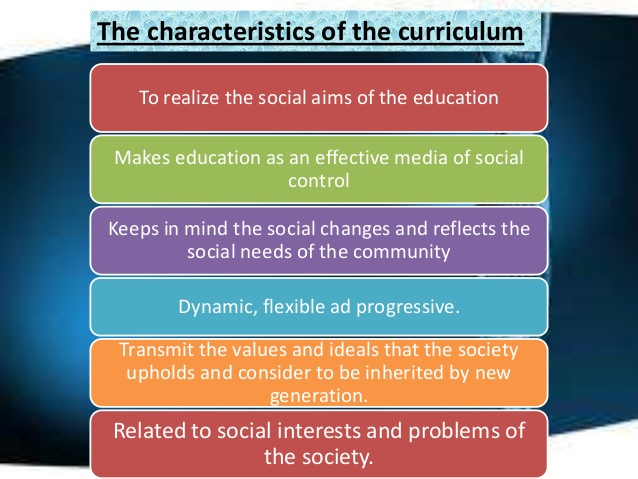 The characteristics of the curriculum
To realize the social aims of the education
Makes education as an effective media of social
control
Keeps in mind the social changes and reflects the
social needs of the community
Dynamic, flexible ad progressive.
Transmit the values and ideals that the society
upholds and consider to be inherited by new
generation.
Related to social interests and problems of
the society.